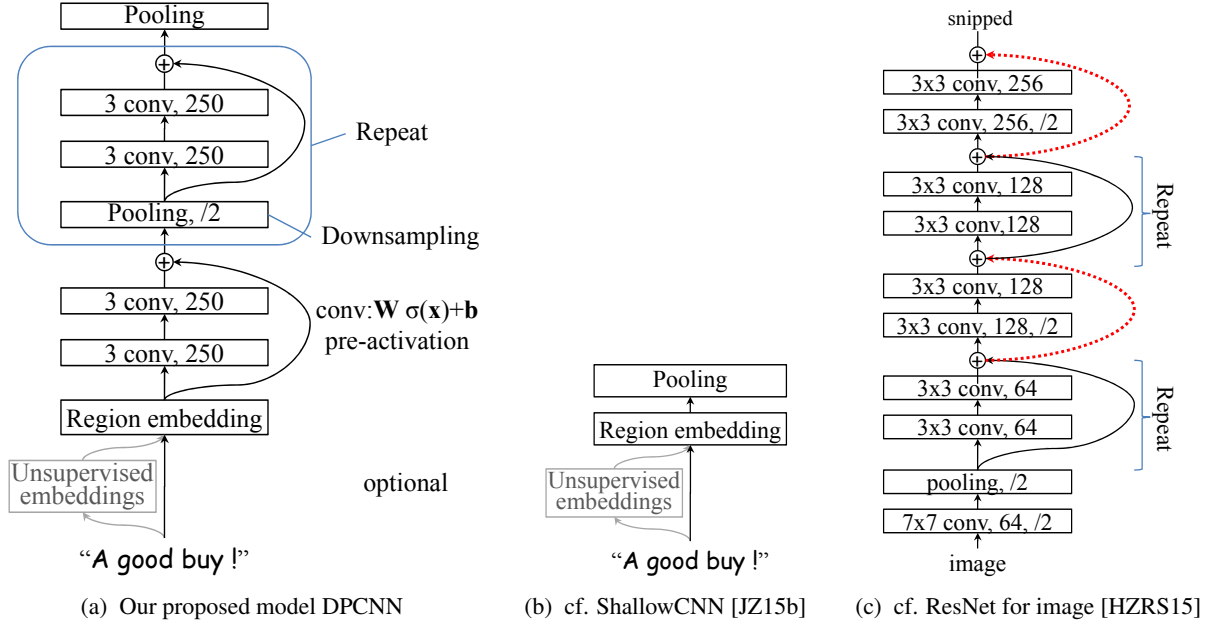 Pooling
3 conv, 250
3 conv, 250
Repeat
Pooling, /2
Downsampling
3 conv, 250
conv:W σ(x)+b
pre-activation
3 conv, 250
Region embedding
Unsupervised
embeddings
optional
“A good buy !”
(a) Our proposed model DPCNN
Pooling
Region embedding
Unsupervised
embeddings
“A good buy !”
(b) cf. ShallowCNN [JZ15b]
snipped
3x3 conv, 256
3x3 conv, 256, /2
3x3 conv, 128
3x3 conv,128
Repeat
3x3 conv, 128
3x3 conv, 128, /2
3x3 conv, 64
3x3 conv, 64
Repeat
pooling, /2
7x7 conv, 64, /2
image
(c) cf. ResNet for image [HZRS15]